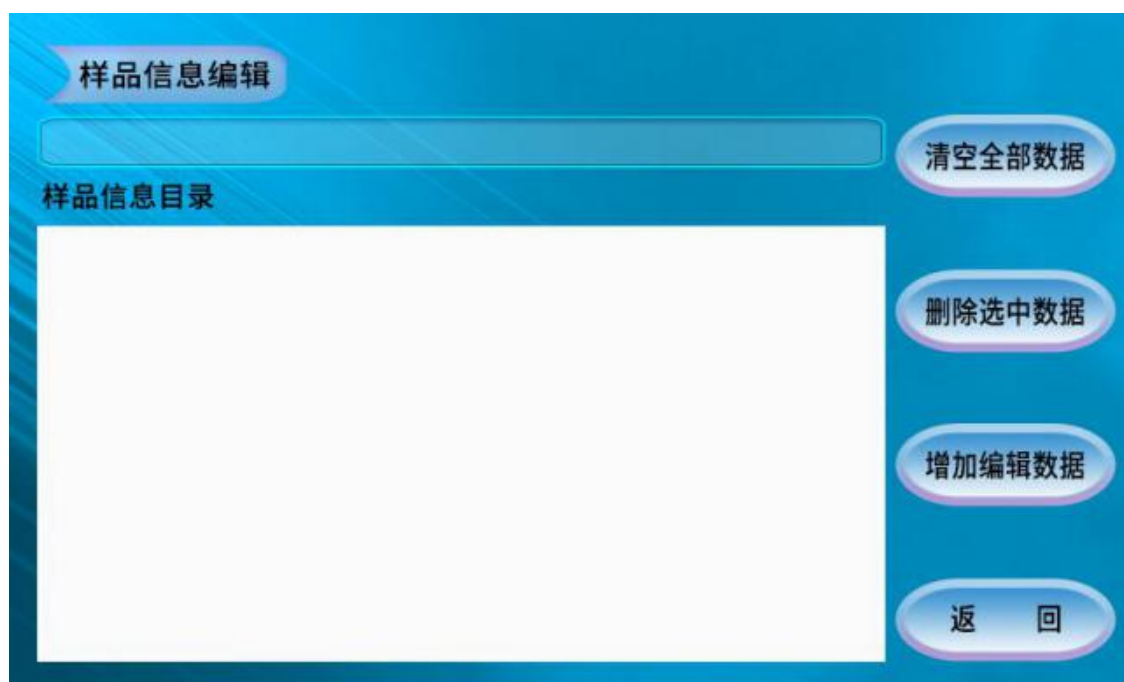 样品信息编辑
清空全部数据
样品信息目录
删除选中数据
增加编辑数据
返 回